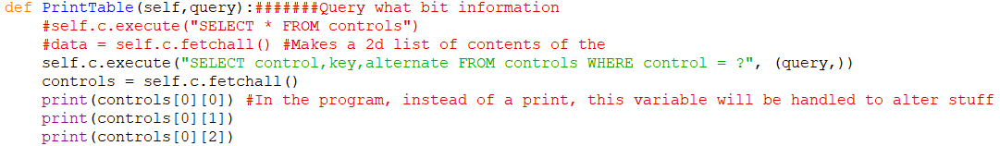 def PrintTable(self,query):#######Query what bit information
    #self.c.execute("SELECT * FROM controls")
    #data = self.c.fetchall() #Makes a 2d list of contents of the
    self.c.execute("SELECT control,key,alternate FROM controls WHERE control = ?", (query,))
    controls = self.c.fetchall()
    print(controls[0][0]) #In the program, instead of a print, this variable will be handled to alter stuff
    print(controls[0][1])
    print(controls[0][2])